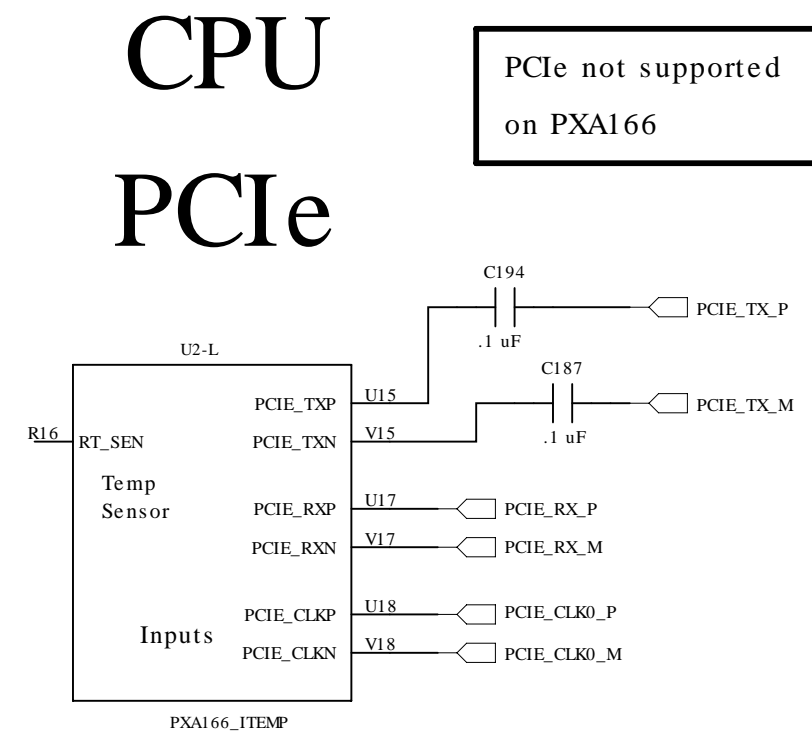 CPU
PCIe
PCIe not supported
on PXA166
C194
PCIE_TX_P
.1 uF
U2-L
C187
PCIE_TXP
U15
PCIE_TX_M
R16
RT_SEN
PCIE_TXN
V15
.1 uF
Temp
Sensor
PCIE_RXP
U17
PCIE_RX_P
PCIE_RXN
V17
PCIE_RX_M
PCIE_CLKP
U18
PCIE_CLK0_P
Inputs
PCIE_CLKN
V18
PCIE_CLK0_M
PXA166_ITEMP